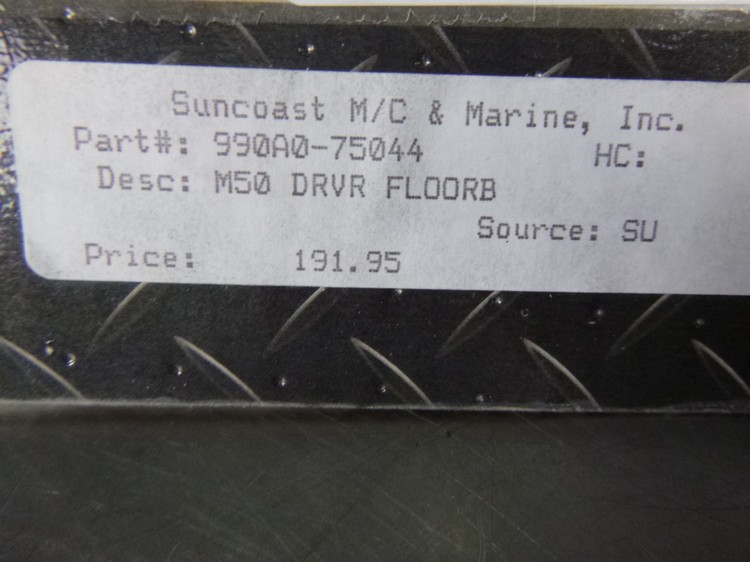 Suncoast M/C & Marine, Inc.
Part#: 990A0-75044 HC:
Desc: M50 DRVR FLOORB
Source: SU
Price: 191.95